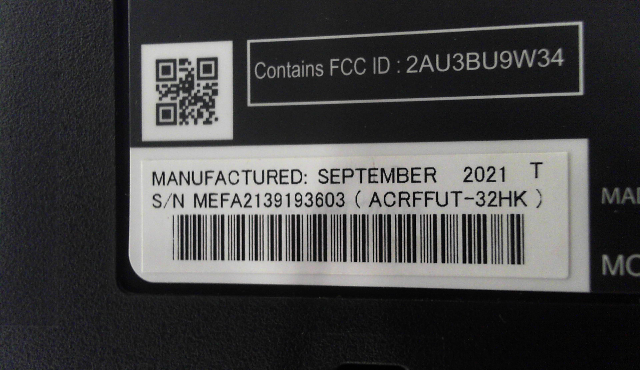 Contains FCC ID : 2AU3BU9W34
MANUFACTURED: SEPTEMBER 2021 T
S/N MEFA2139193603 ( ACRFFUT-32HK )